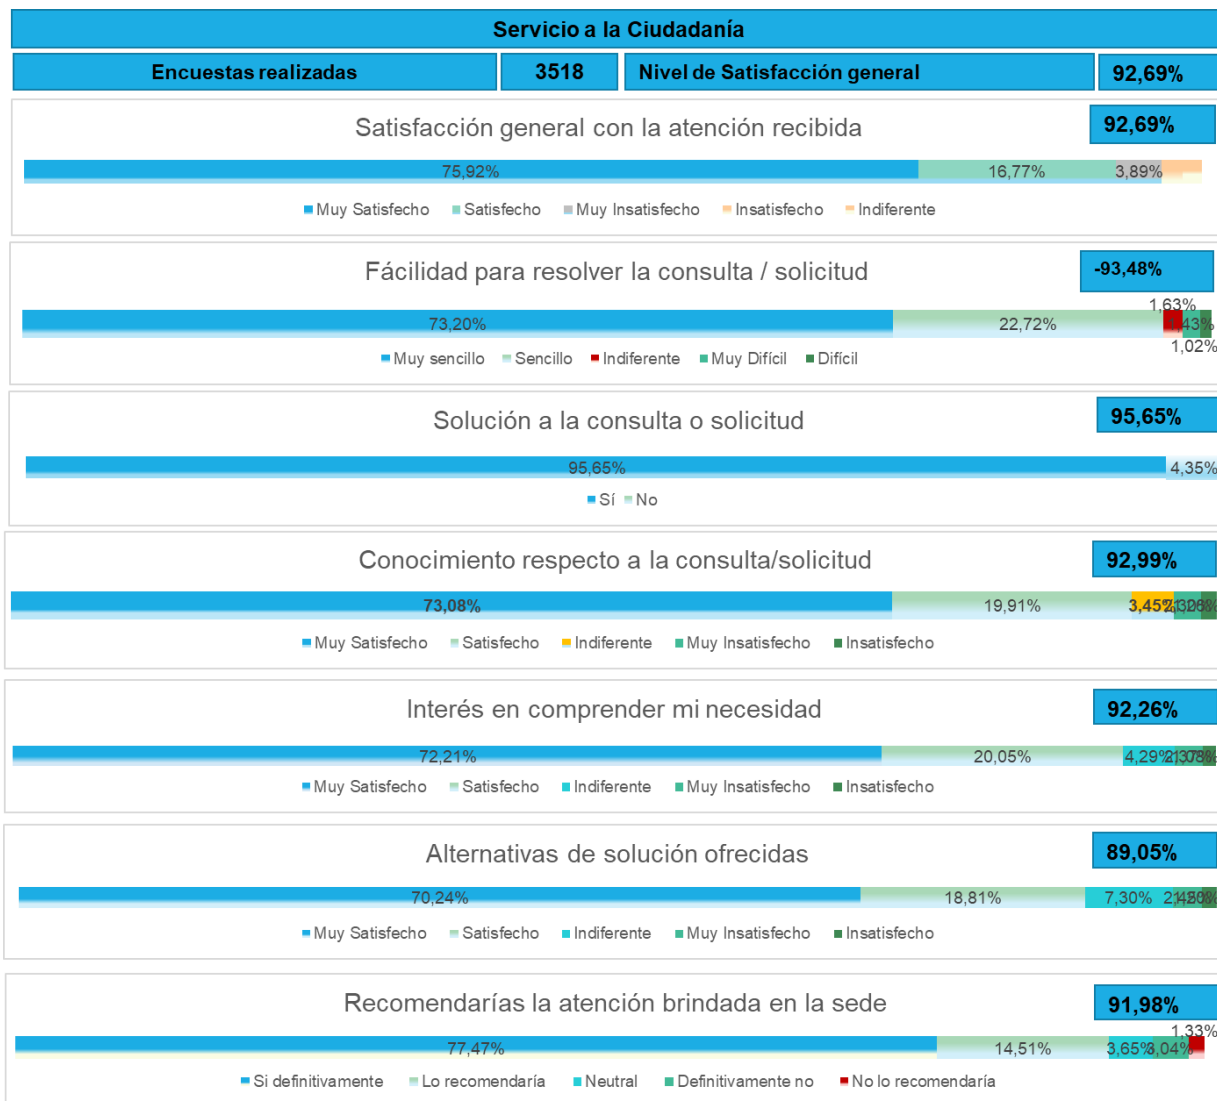 Servicio a la Ciudadanía
Encuestas realizadas 3518 Nivel de Satisfacción general 92,69%
Satisfacción general con la atención recibida 92,69%
75,92% 16,77% 3,89%
Muy Satisfecho Satisfecho Muy Insatisfecho Insatisfecho Indiferente
Fácilidad para resolver la consulta / solicitud -93,48%
1,63%
73,20% 22,72% 1,43%
1,02%
Muy sencillo Sencillo Indiferente Muy Difícil Difícil
Solución a la consulta o solicitud 95,65%
95,65% 4,35%
Sí No
Conocimiento respecto a la consulta/solicitud 92,99%
73,08% 19,91% 3,45%
Muy Satisfecho Satisfecho Indiferente Muy Insatisfecho Insatisfecho
Interés en comprender mi necesidad 92,26%
72,21% 20,05% 4,29%
Muy Satisfecho Satisfecho Indiferente Muy Insatisfecho Insatisfecho
Alternativas de solución ofrecidas 89,05%
70,24% 18,81% 7,30%
Muy Satisfecho Satisfecho Indiferente Muy Insatisfecho Insatisfecho
Recomendarías la atención brindada en la sede 91,98%
1,33%
77,47% 14,51% 3,65% 3,04%
Si definitivamente Lo recomendaría Neutral Definitivamente no No lo recomendaría